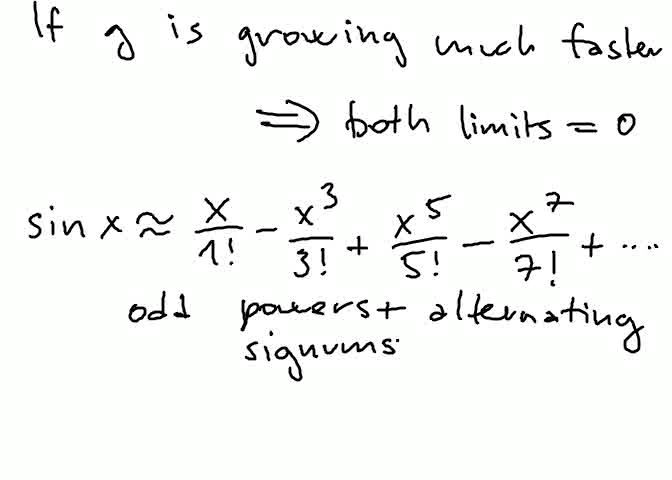 If g is growing much faster
⟹ both limits = 0
sin x ≈ x/1! − x³/3! + x⁵/5! − x⁷/7! + ....
odd powers + alternating
signums